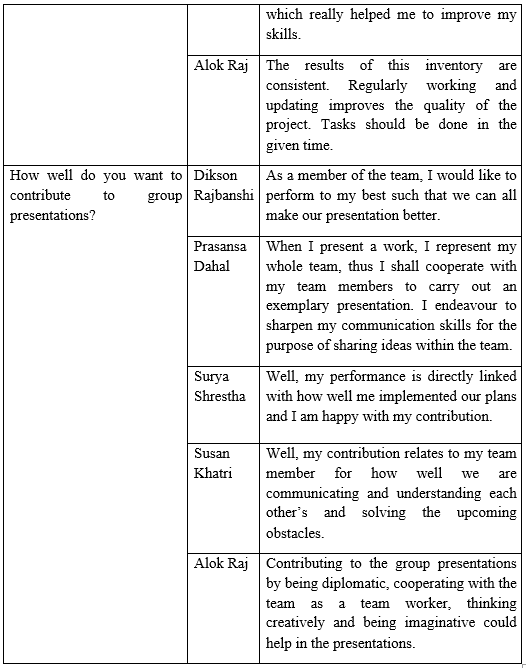 which really helped me to improve my
skills.
Alok Raj
The results of this inventory are
consistent. Regularly working and
updating improves the quality of the
project. Tasks should be done in the
given time.
How well do you want to
contribute to group
presentations?
Dikson
Rajbanshi
As a member of the team, I would like to
perform to my best such that we can all
make our presentation better.
Prasansa
Dahal
When I present a work, I represent my
whole team, thus I shall cooperate with
my team members to carry out an
exemplary presentation. I endeavour to
sharpen my communication skills for the
purpose of sharing ideas within the team.
Surya
Shrestha
Well, my performance is directly linked
with how well me implemented our plans
and I am happy with my contribution.
Susan
Khatri
Well, my contribution relates to my team
member for how well we are
communicating and understanding each
other’s and solving the upcoming
obstacles.
Alok Raj
Contributing to the group presentations
by being diplomatic, cooperating with the
team as a team worker, thinking
creatively and being imaginative could
help in the presentations.